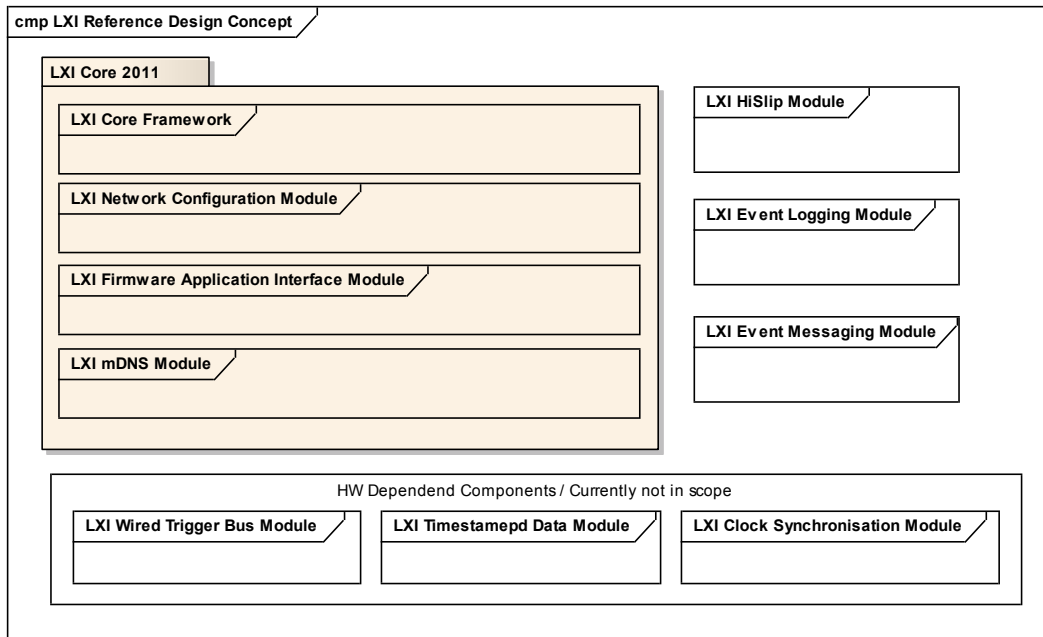 cmp LXI Reference Design Concept
LXI Core 2011
LXI Core Framework
LXI Network Configuration Module
LXI Firmware Application Interface Module
LXI mDNS Module
LXI HiSlip Module
LXI Event Logging Module
LXI Event Messaging Module
HW Dependend Components / Currently not in scope
LXI Wired Trigger Bus Module
LXI Timestamepd Data Module
LXI Clock Synchronisation Module